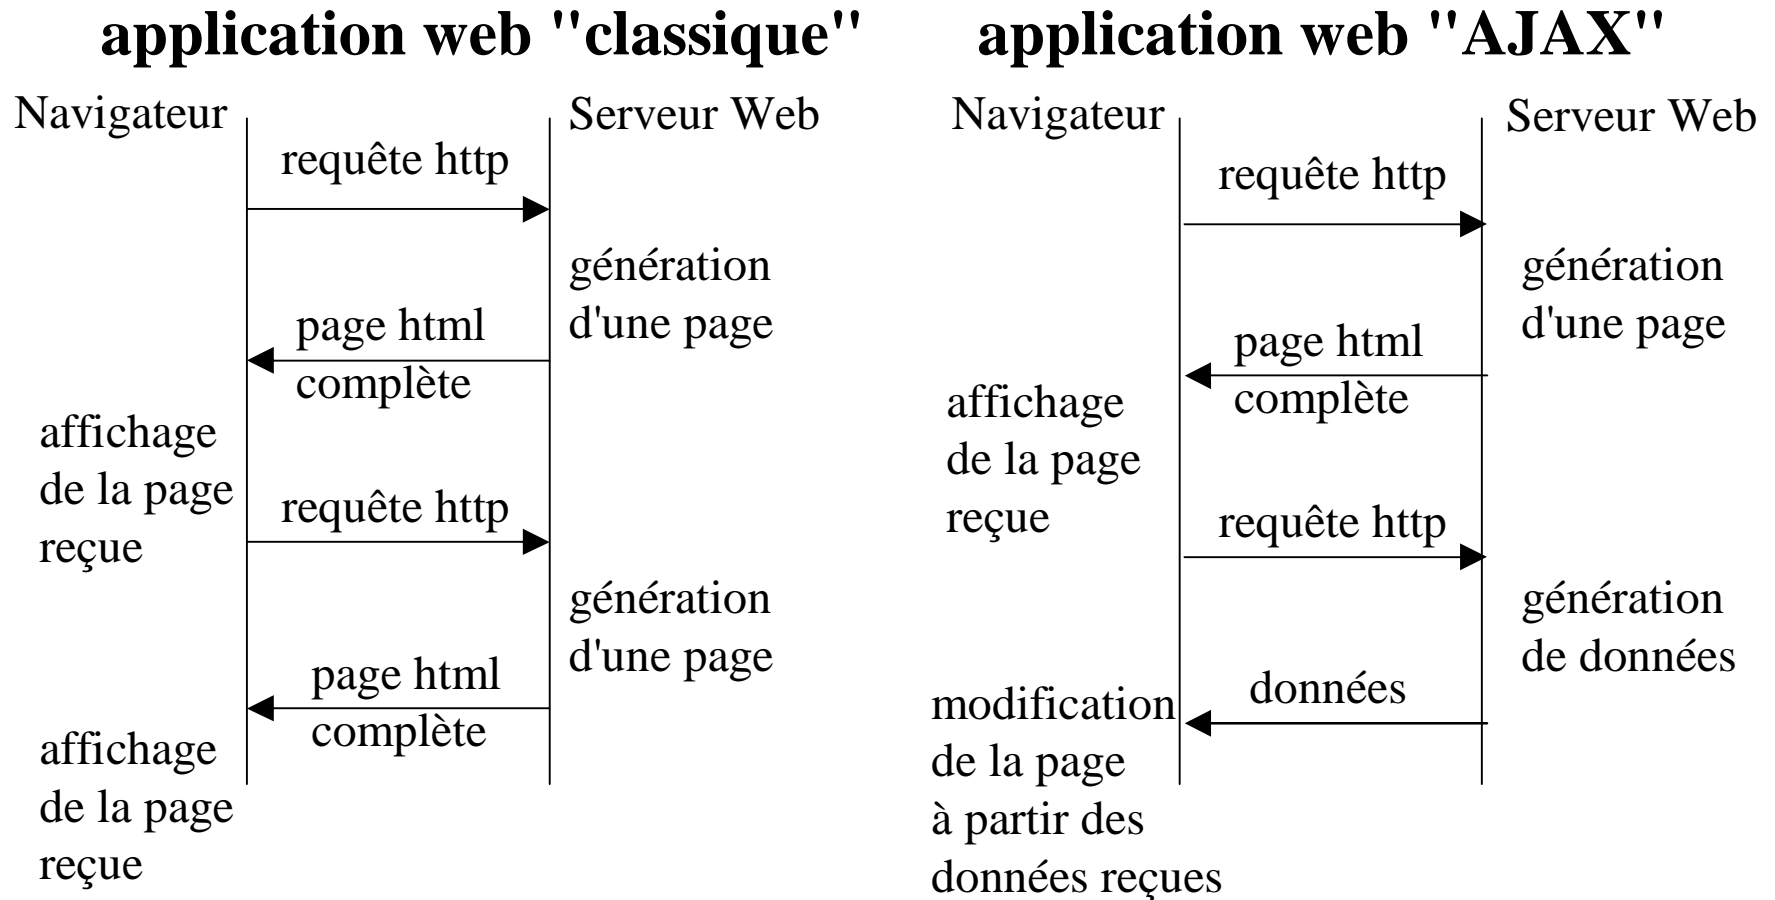 application web "classique"
Navigateur
Serveur Web
requête http
génération
d'une page
page html
complète
affichage
de la page
reçue
requête http
génération
d'une page
page html
complète
affichage
de la page
reçue
application web "AJAX"
Navigateur
Serveur Web
requête http
génération
d'une page
page html
complète
affichage
de la page
reçue
requête http
génération
de données
données
modification
de la page
à partir des
données reçues